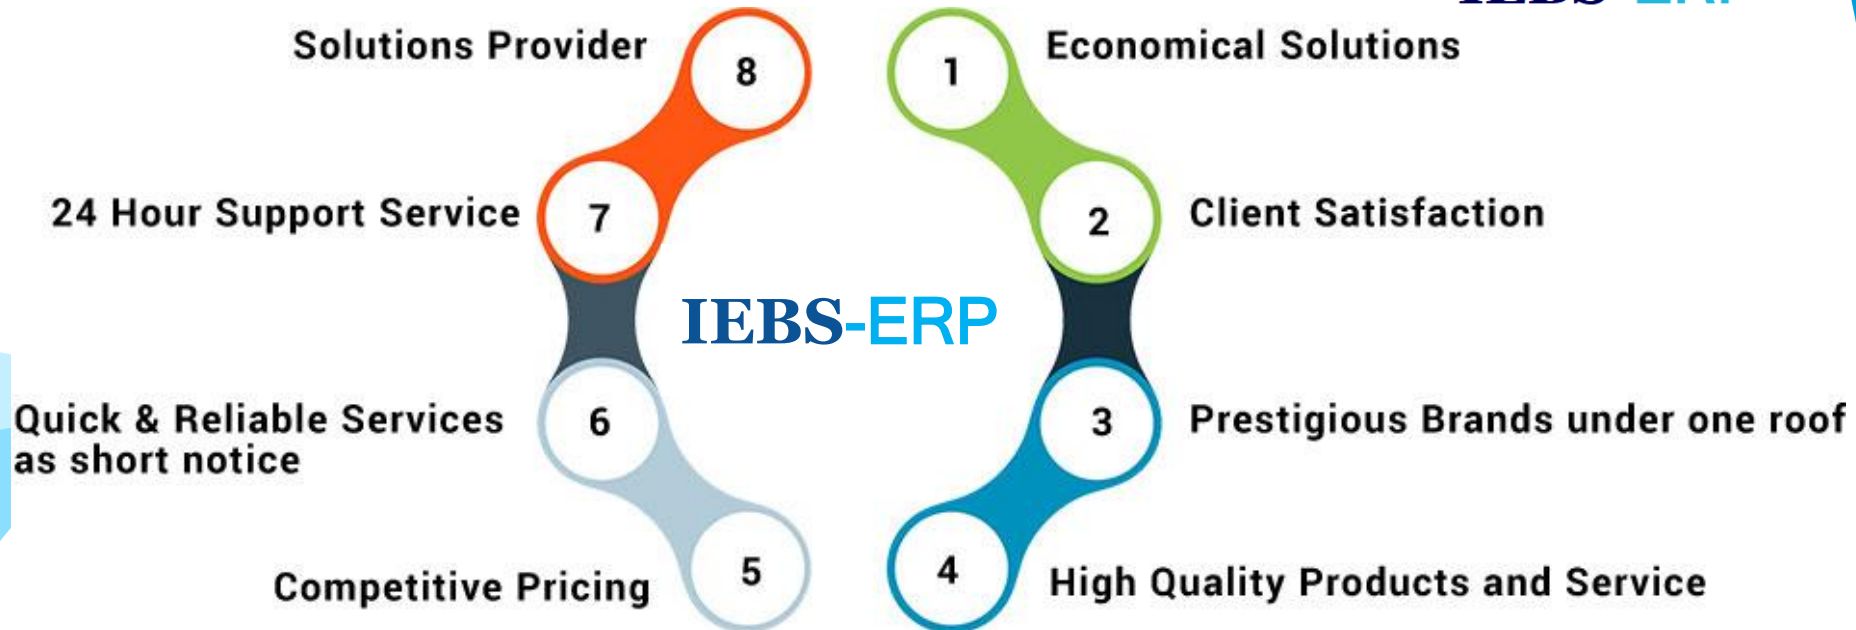 IEBS-ERP
Solutions Provider
8
1
Economical Solutions
24 Hour Support Service
7
2
Client Satisfaction
IEBS-ERP
Quick & Reliable Services
as short notice
6
3
Prestigious Brands under one roof
Competitive Pricing
5
4
High Quality Products and Service